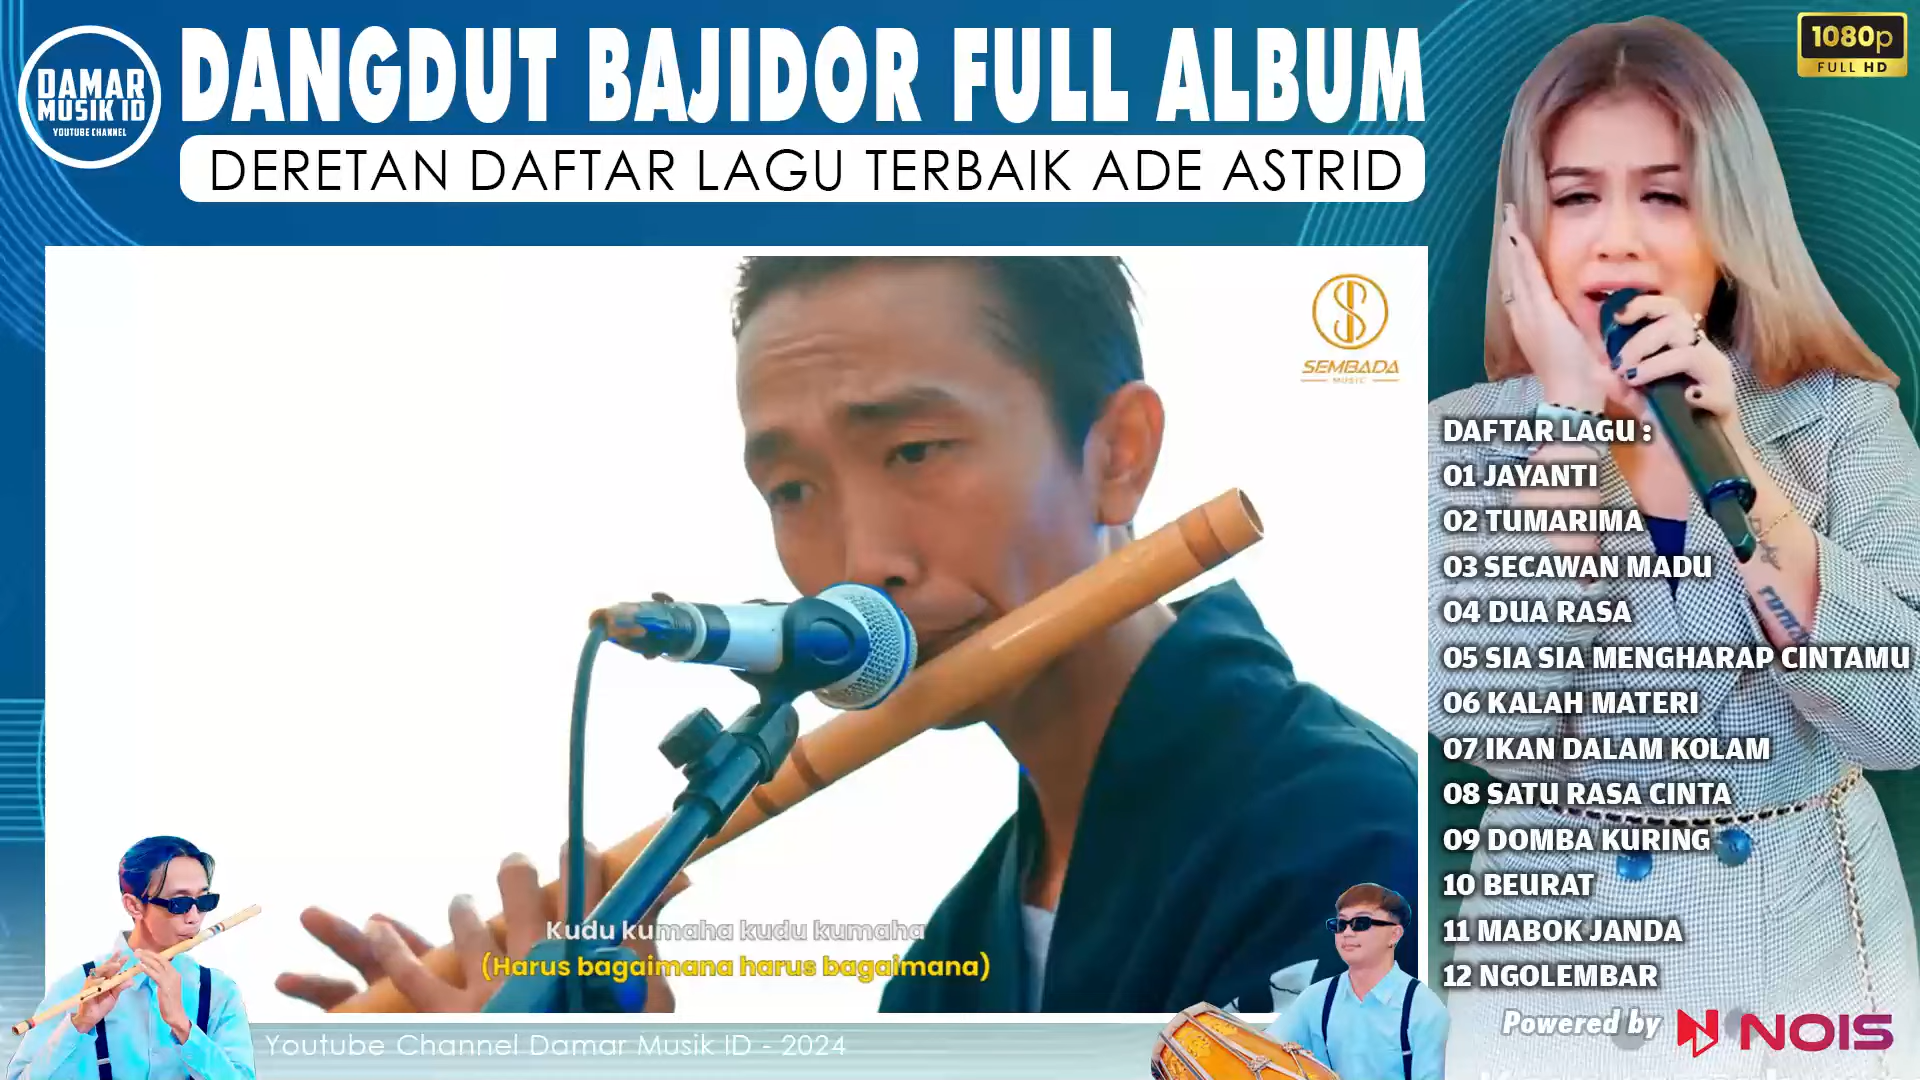 DAMAR
MUSIK ID
YOUTUBE CHANNEL
DANGDUT BAJIDOR FULL ALBUM
DERETAN DAFTAR LAGU TERBAIK ADE ASTRID
1080p
FULL HD
SEMBADA
MUSIC
DAFTAR LAGU :
01 JAYANTI
02 TUMARIMA
03 SECAWAN MADU
04 DUA RASA
05 SIA SIA MENGHARAP CINTAMU
06 KALAH MATERI
07 IKAN DALAM KOLAM
08 SATU RASA CINTA
09 DOMBA KURING
10 BEURAT
11 MABOK JANDA
12 NGOLEMBAR
Kudu kumaha kudu kumaha
(Harus bagaimana harus bagaimana)
Powered by
NOIS
Youtube Channel Damar Musik ID - 2024